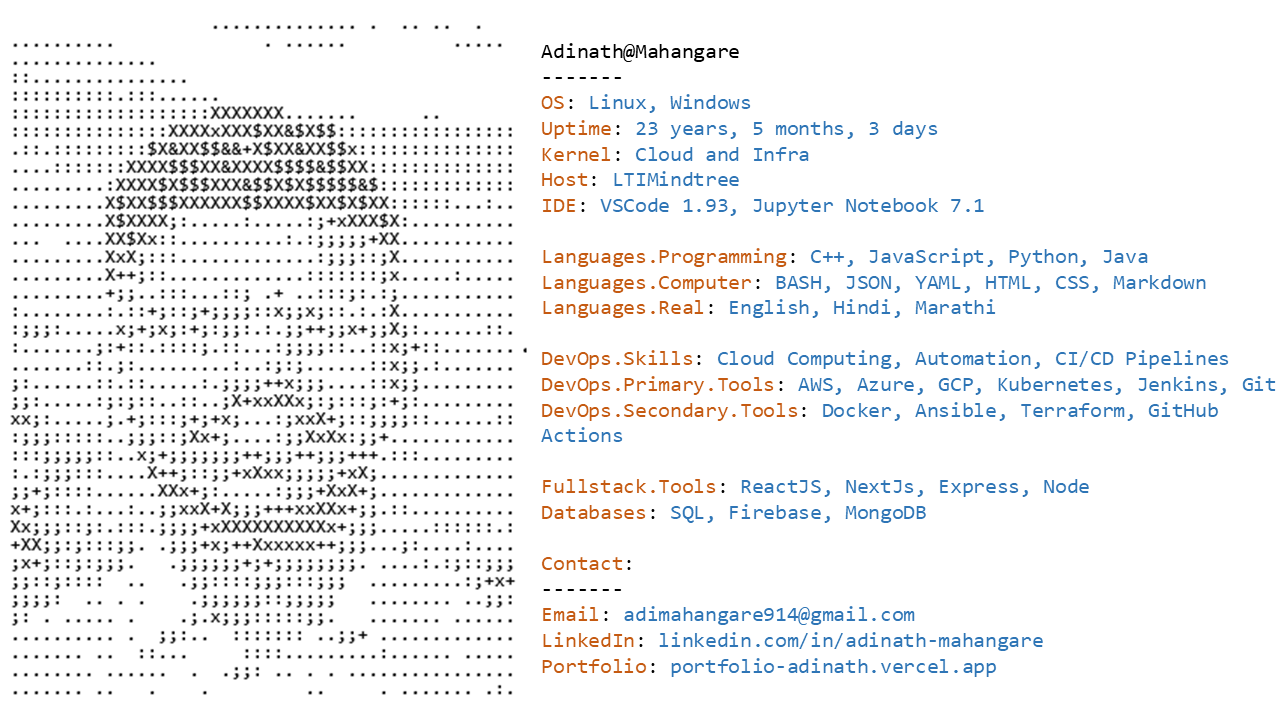 Adinath@Mahangare
-------
OS: Linux, Windows
Uptime: 23 years, 5 months, 3 days
Kernel: Cloud and Infra
Host: LTIMindtree
IDE: VSCode 1.93, Jupyter Notebook 7.1
Languages.Programming: C++, JavaScript, Python, Java
Languages.Computer: BASH, JSON, YAML, HTML, CSS, Markdown
Languages.Real: English, Hindi, Marathi
DevOps.Skills: Cloud Computing, Automation, CI/CD Pipelines
DevOps.Primary.Tools: AWS, Azure, GCP, Kubernetes, Jenkins, Git
DevOps.Secondary.Tools: Docker, Ansible, Terraform, GitHub
Actions
Fullstack.Tools: ReactJS, NextJs, Express, Node
Databases: SQL, Firebase, MongoDB
Contact:
-------
Email: adimahangare914@gmail.com
LinkedIn: linkedin.com/in/adinath-mahangare
Portfolio: portfolio-adinath.vercel.app